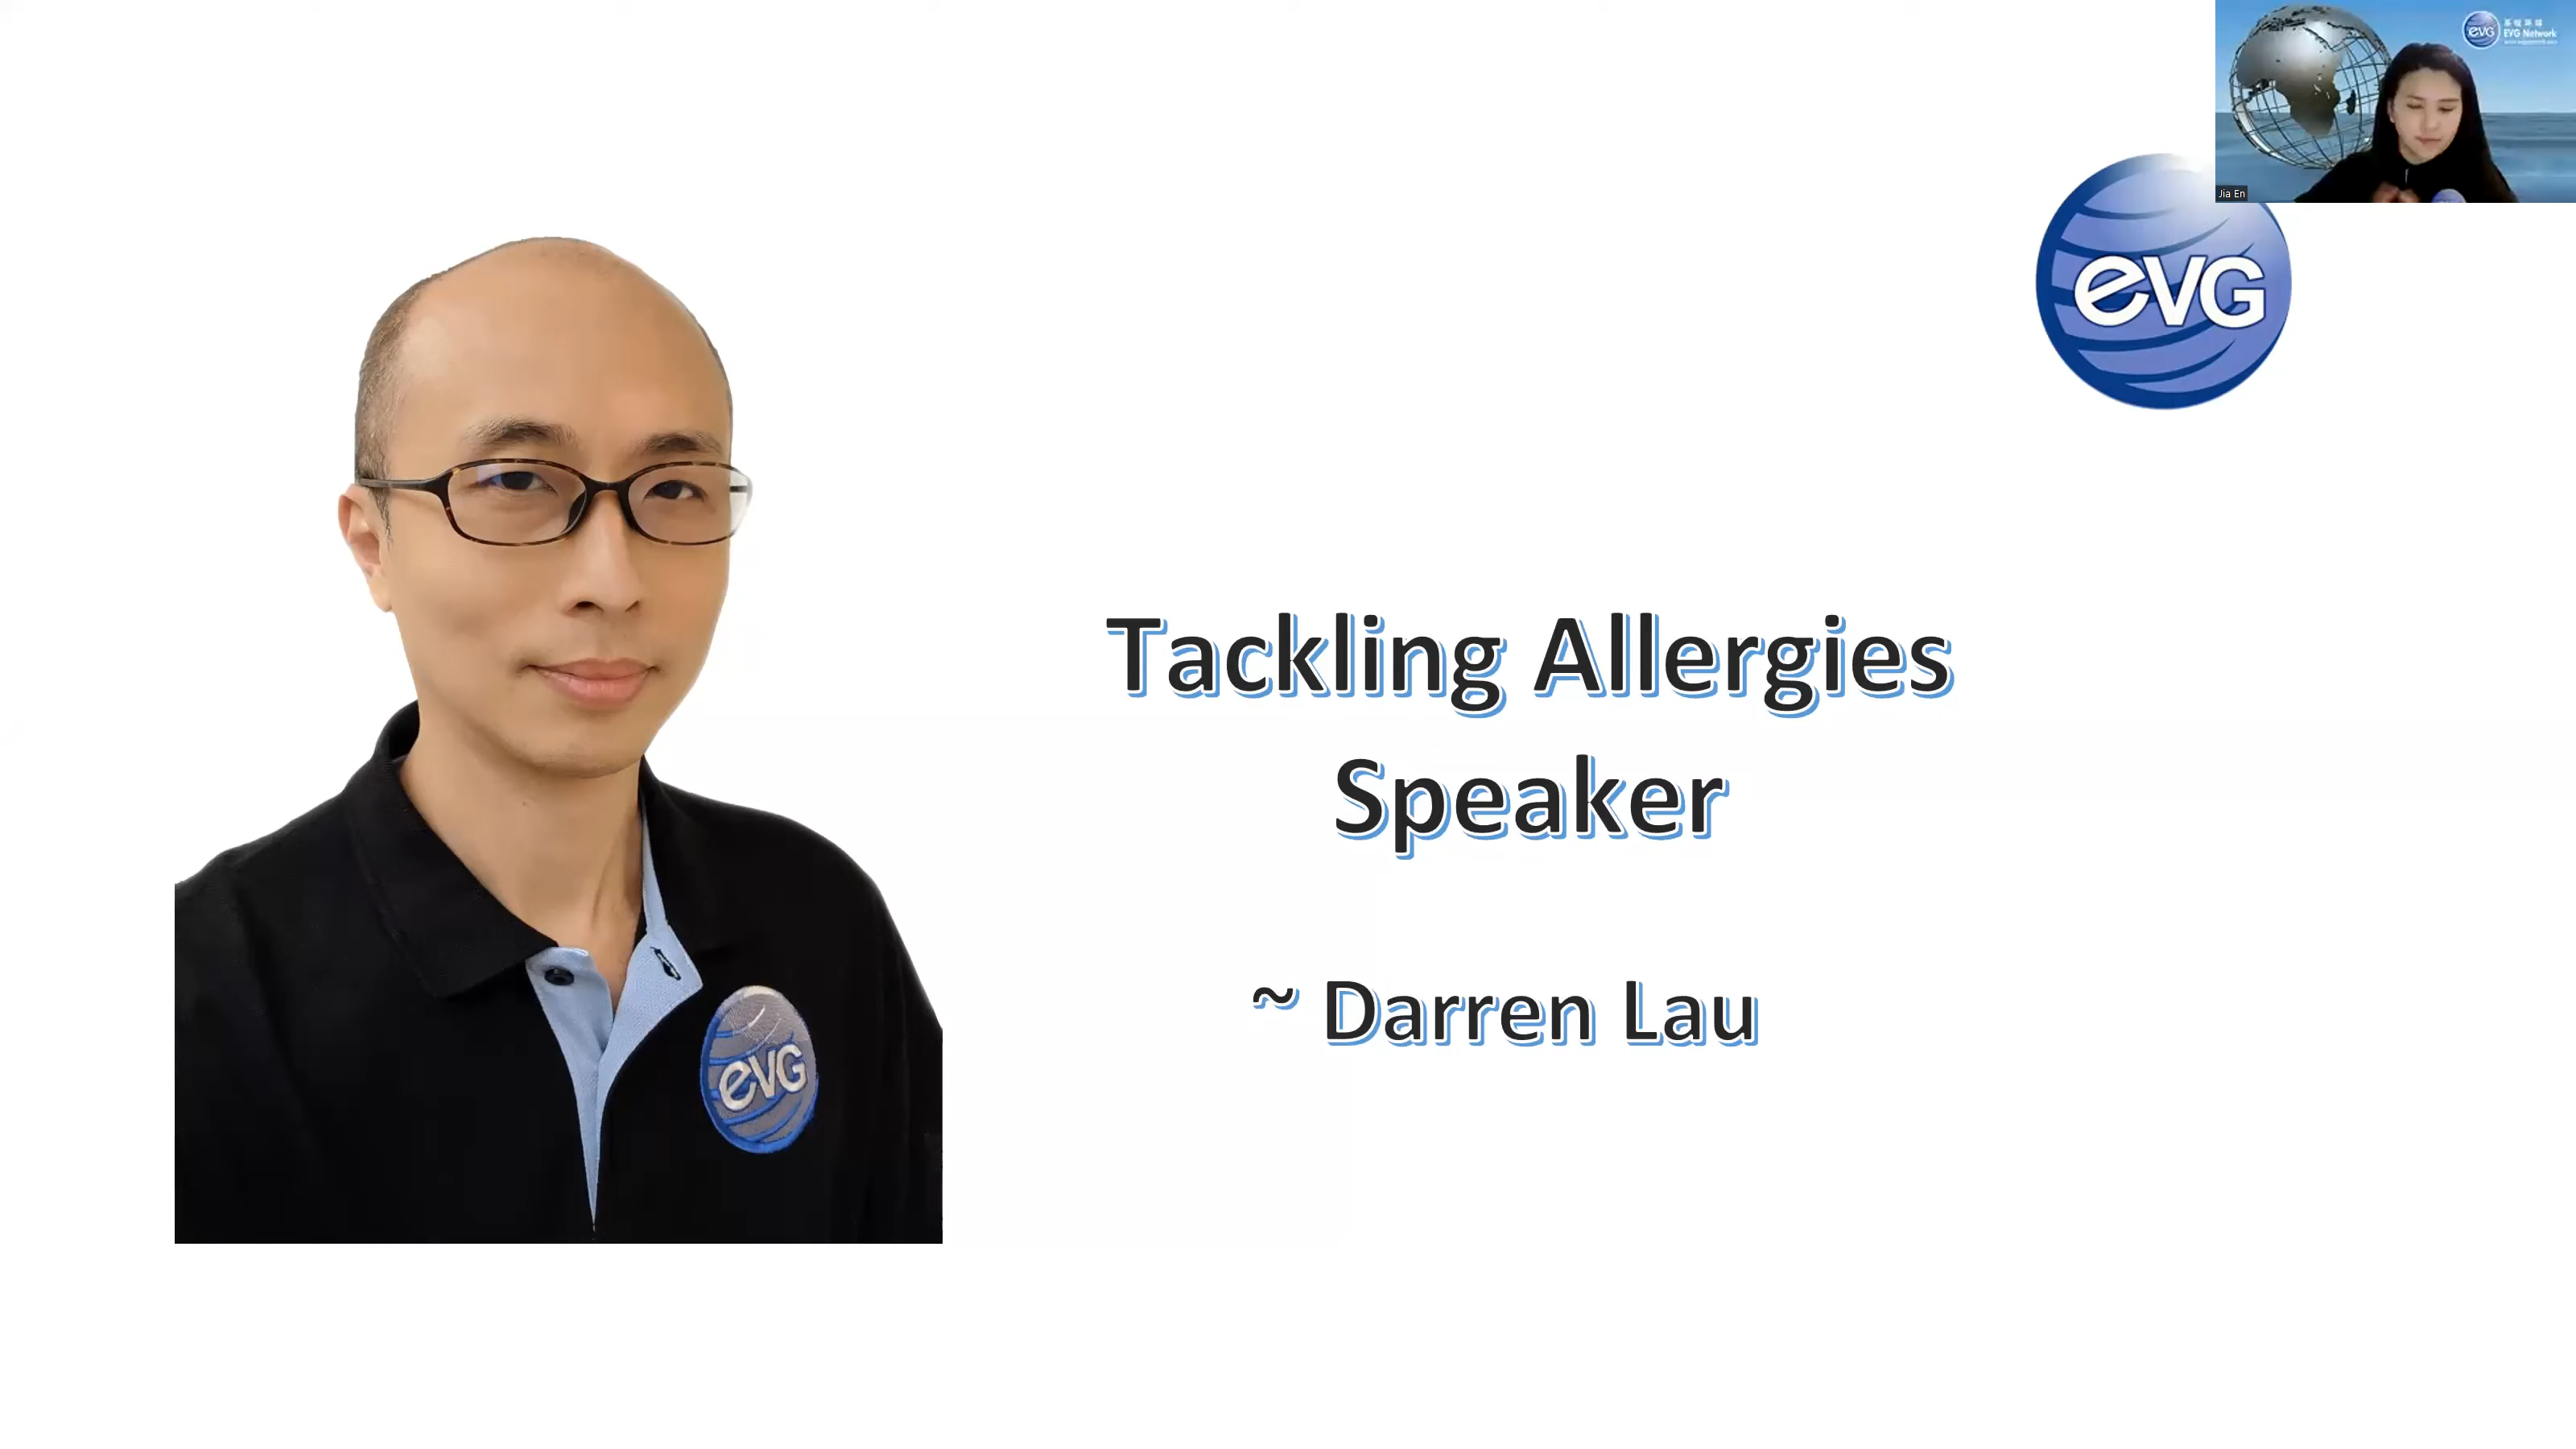 EVG Network
Jia En
eVG
Tackling Allergies
Speaker
~ Darren Lau
eVG